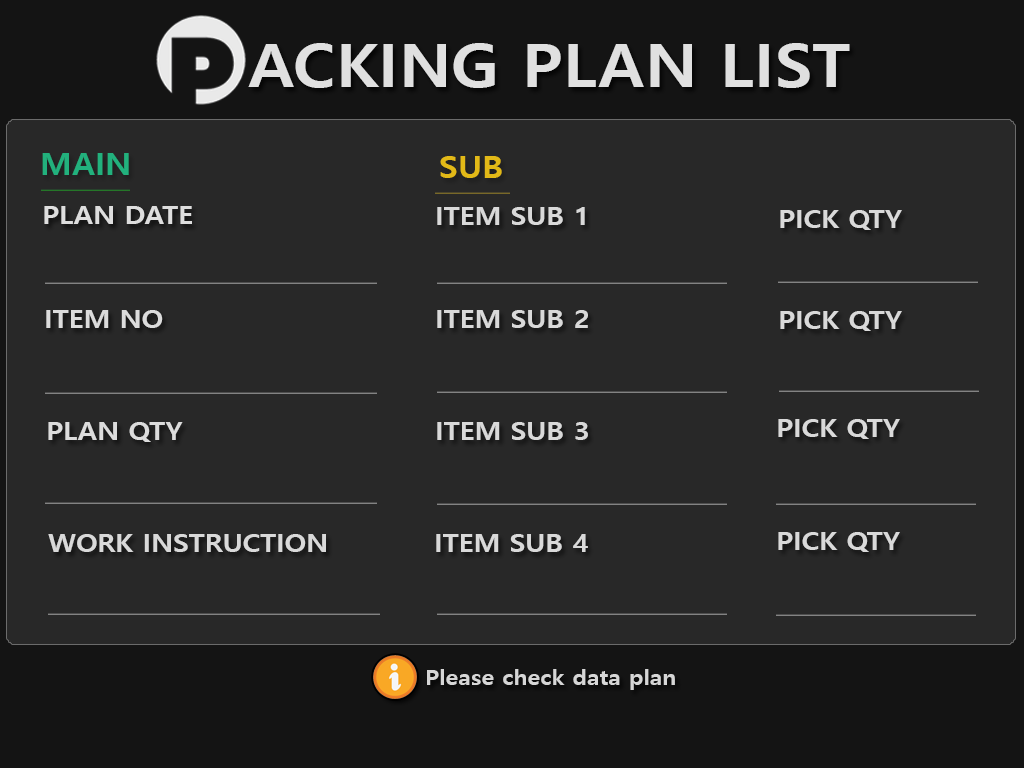 PACKING PLAN LIST
MAIN
SUB
PLAN DATE
ITEM SUB 1
PICK QTY
ITEM NO
ITEM SUB 2
PICK QTY
PLAN QTY
ITEM SUB 3
PICK QTY
WORK INSTRUCTION
ITEM SUB 4
PICK QTY
Please check data plan